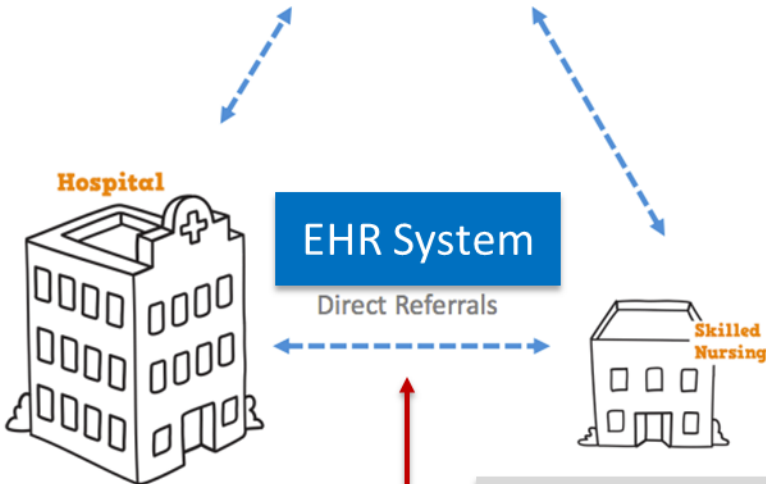 Hospital
EHR System
Direct Referrals
Skilled
Nursing